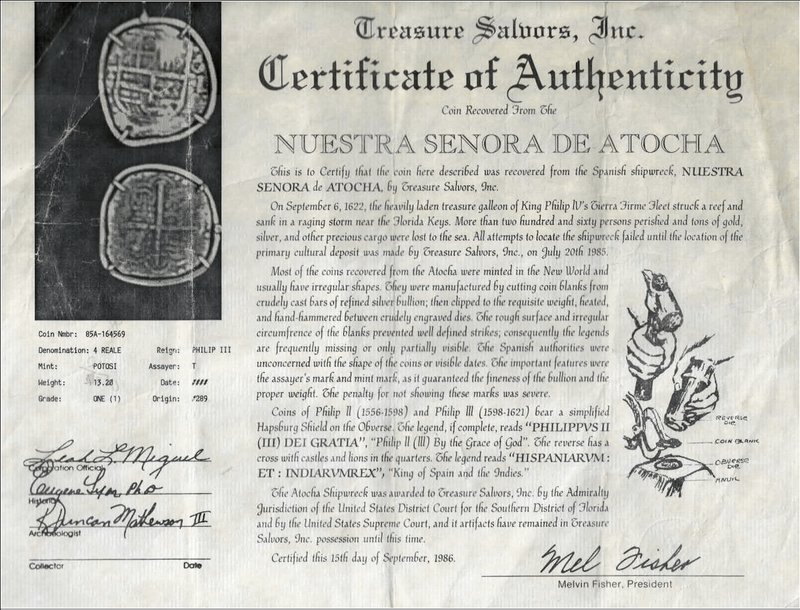 Treasure Salvors, Inc.
Certificate of Authenticity
Coin Recovered From The
NUESTRA SENORA DE ATOCHA
This is to Certify that the coin here described was recovered from the Spanish shipwreck, NUESTRA
SENORA de ATOCHA, by Treasure Salvors, Inc.
On September 6, 1622, the heavily laden treasure galleon of King Philip IV's Tierra Firme Fleet struck a reef and
sank in a raging storm near the Florida Keys. More than two hundred and sixty persons perished and tons of gold,
silver, and other precious cargo were lost to the sea. All attempts to locate the shipwreck failed until the location of the
primary cultural deposit was made by Treasure Salvors, Inc., on July 20th 1985.
Most of the coins recovered from the Atocha were minted in the New World and
usually have irregular shapes. They were manufactured by cutting coin blanks from
crudely cast bars of refined silver bullion; then clipped to the requisite weight, heated,
and hand-hammered between crudely engraved dies. The rough surface and irregular
circumfrence of the blanks prevented well defined strikes; consequently the legends
are frequently missing or only partially visible. The Spanish authorities were
unconcerned with the shape of the coins or visible dates. The important features were
the assayer's mark and mint mark, as it guaranteed the fineness of the bullion and the
proper weight. The penalty for not showing these marks was severe.
Coins of Philip II (1556-1598) and Philip III (1598-1621) bear a simplified
Hapsburg Shield on the Obverse. The legend, if complete, reads "PHILIPPVS II
(III) DEI GRATIA", "Philip II (III) By the Grace of God". The reverse has a
cross with castles and lions in the quarters. The legend reads "HISPANIARVM :
ET : INDIARVMREX", "King of Spain and the Indies."
The Atocha Shipwreck was awarded to Treasure Salvors, Inc. by the Admiralty
Jurisdiction of the United States District Court for the Southern District of Florida
and by the United States Supreme Court, and it artifacts have remained in Treasure
Salvors, Inc. possession until this time.
Certified this 15th day of September, 1986.
Mel Fisher
Melvin Fisher, President
REVERSE DIE
COIN BLANK
OBVERSE DIE
ANVIL
Coin Nmbr: 85A-164569
Denomination: 4 REALE Reign: PHILIP III
Mint: POTOSI Assayer: T
Weight: 13.20 Date:
Grade: ONE (1) Origin: 289
Leah L. Miguel
Corporation Official
Eugene Lyon PhD
Historian
R Duncan Mathewson III
Archaeologist
Collector Date